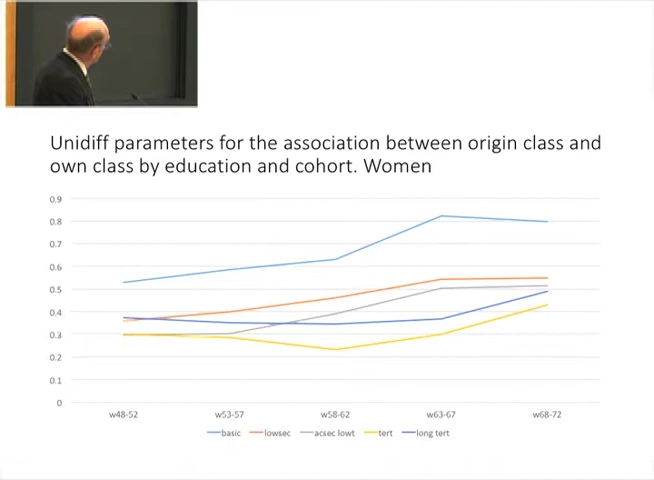 Unidiff parameters for the association between origin class and
own class by education and cohort. Women
0.9
0.8
0.7
0.6
0.5
0.4
0.3
0.2
0.1
0
w48-52 w53-57 w58-62 w63-67 w68-72
basic lowsec acsec lowt tert long tert